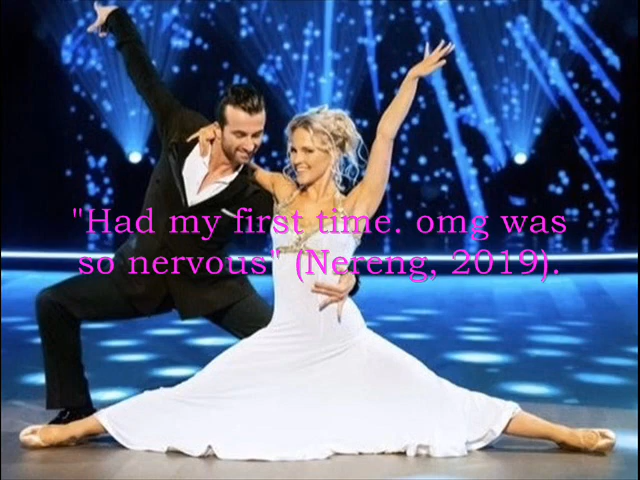 "Had my first time. omg was
so nervous" (Nereng, 2019).